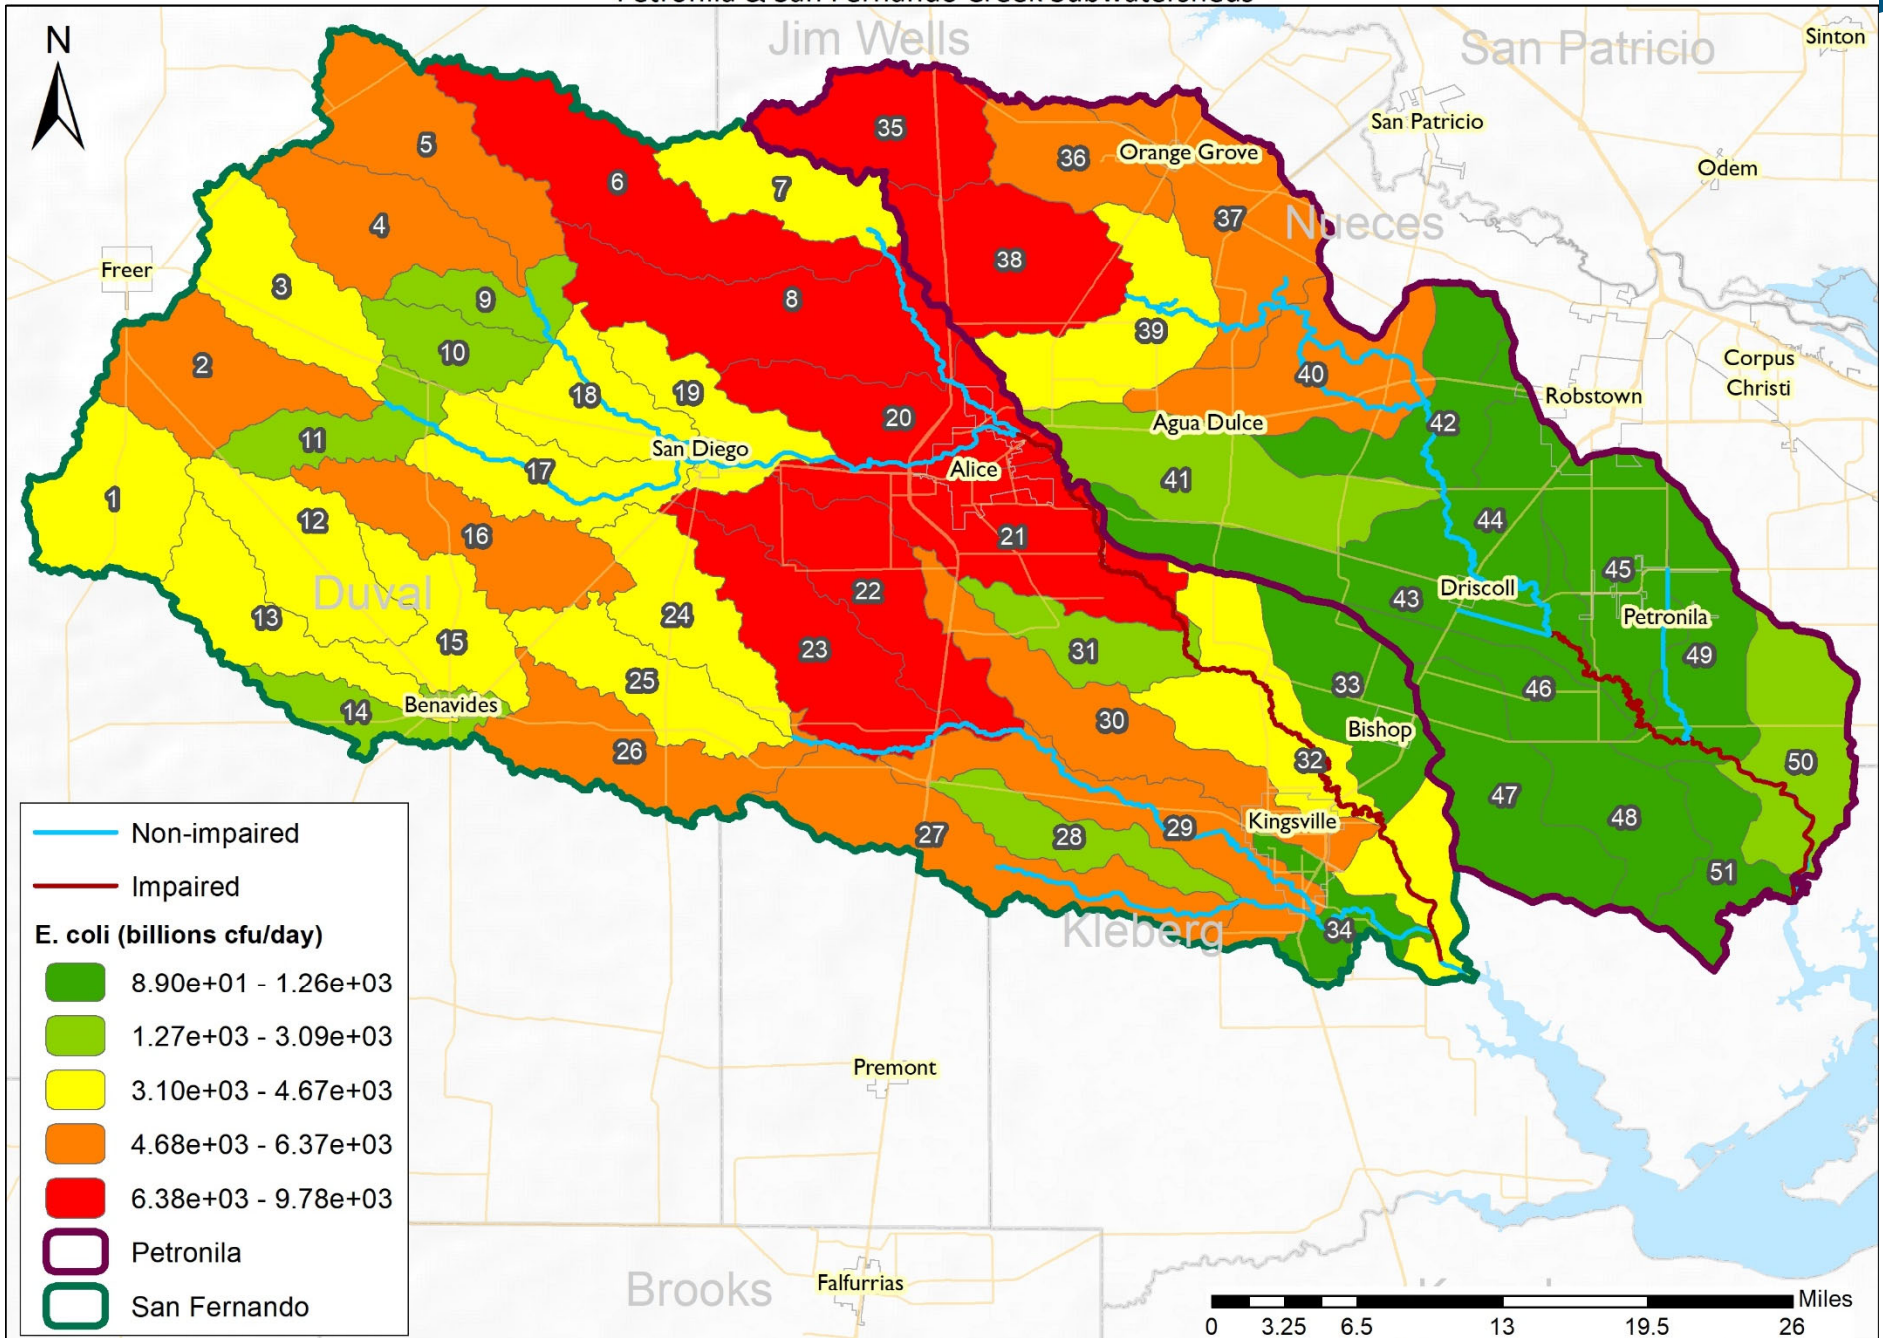 Petronila & San Fernando Creek Subwatersheds
N
Jim Wells
San Patricio
Sinton
San Patricio
Odem
Orange Grove
Nueces
Freer
Corpus
Christi
Robstown
Agua Dulce
San Diego
Alice
Duval
Driscoll
Petronila
Benavides
Bishop
Kingsville
Kleberg
Premont
Brooks
Falfurrias
1
2
3
4
5
6
7
8
9
10
11
12
13
14
15
16
17
18
19
20
21
22
23
24
25
26
27
28
29
30
31
32
33
34
35
36
37
38
39
40
41
42
43
44
45
46
47
48
49
50
51
Non-impaired
Impaired
E. coli (billions cfu/day)
8.90e+01 - 1.26e+03
1.27e+03 - 3.09e+03
3.10e+03 - 4.67e+03
4.68e+03 - 6.37e+03
6.38e+03 - 9.78e+03
Petronila
San Fernando
Miles
0 3.25 6.5 13 19.5 26